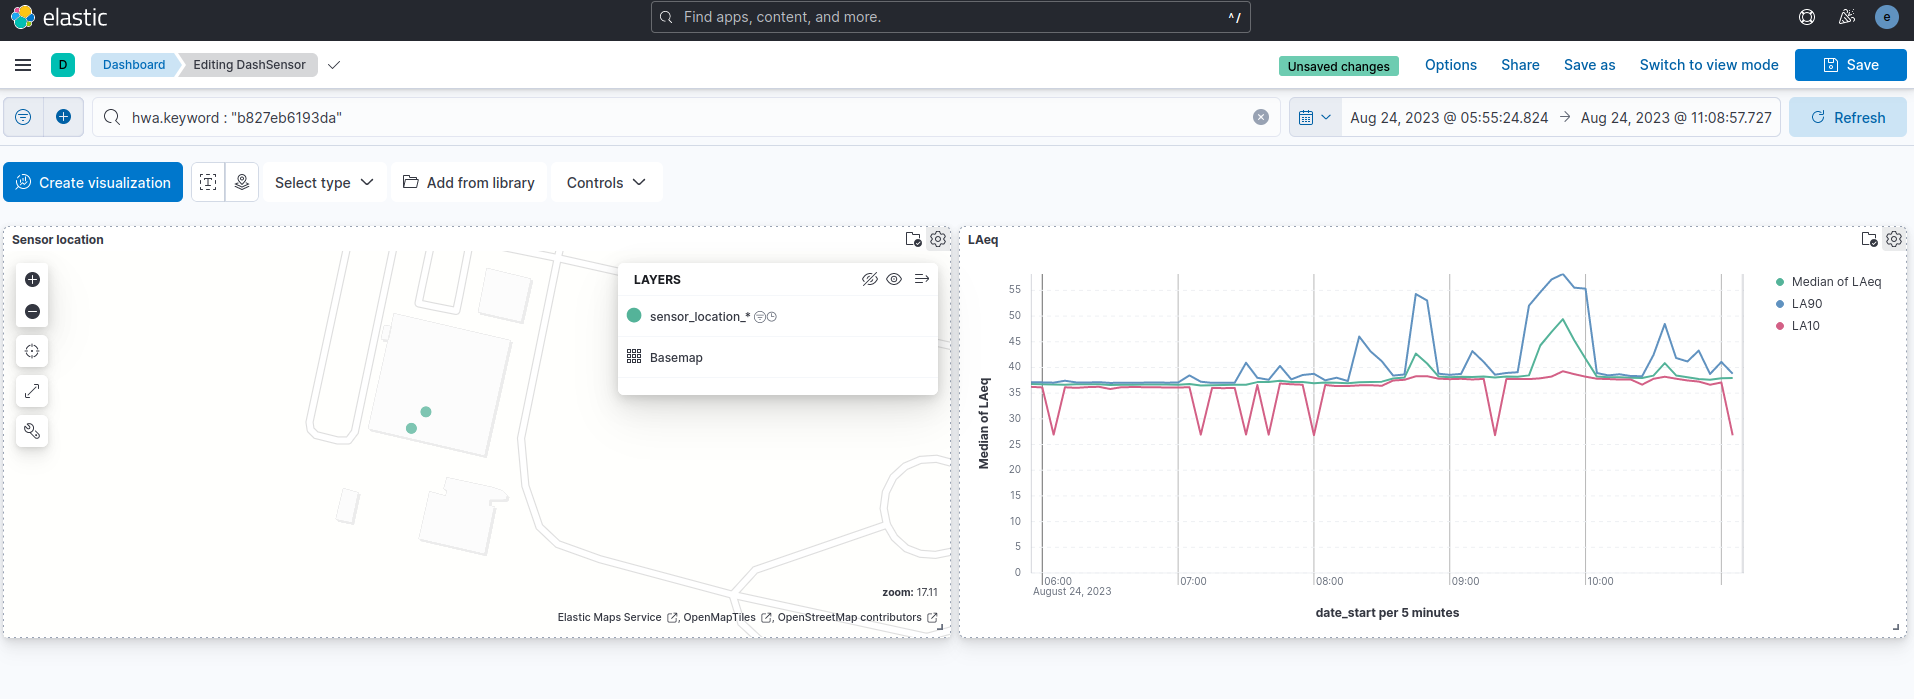 elastic
Find apps, content, and more.
^/
e
D
Dashboard
Editing DashSensor
Unsaved changes
Options
Share
Save as
Switch to view mode
Save
hwa.keyword : "b827eb6193da"
Aug 24, 2023 @ 05:55:24.824 → Aug 24, 2023 @ 11:08:57.727
Refresh
Create visualization
Select type
Add from library
Controls
Sensor location
LAYERS
sensor_location_*
Basemap
zoom: 17.11
Elastic Maps Service , OpenMapTiles , OpenStreetMap contributors
LAeq
55
50
45
40
35
30
25
20
15
10
5
0
Median of LAeq
06:00
07:00
08:00
09:00
10:00
August 24, 2023
date_start per 5 minutes
Median of LAeq
LA90
LA10